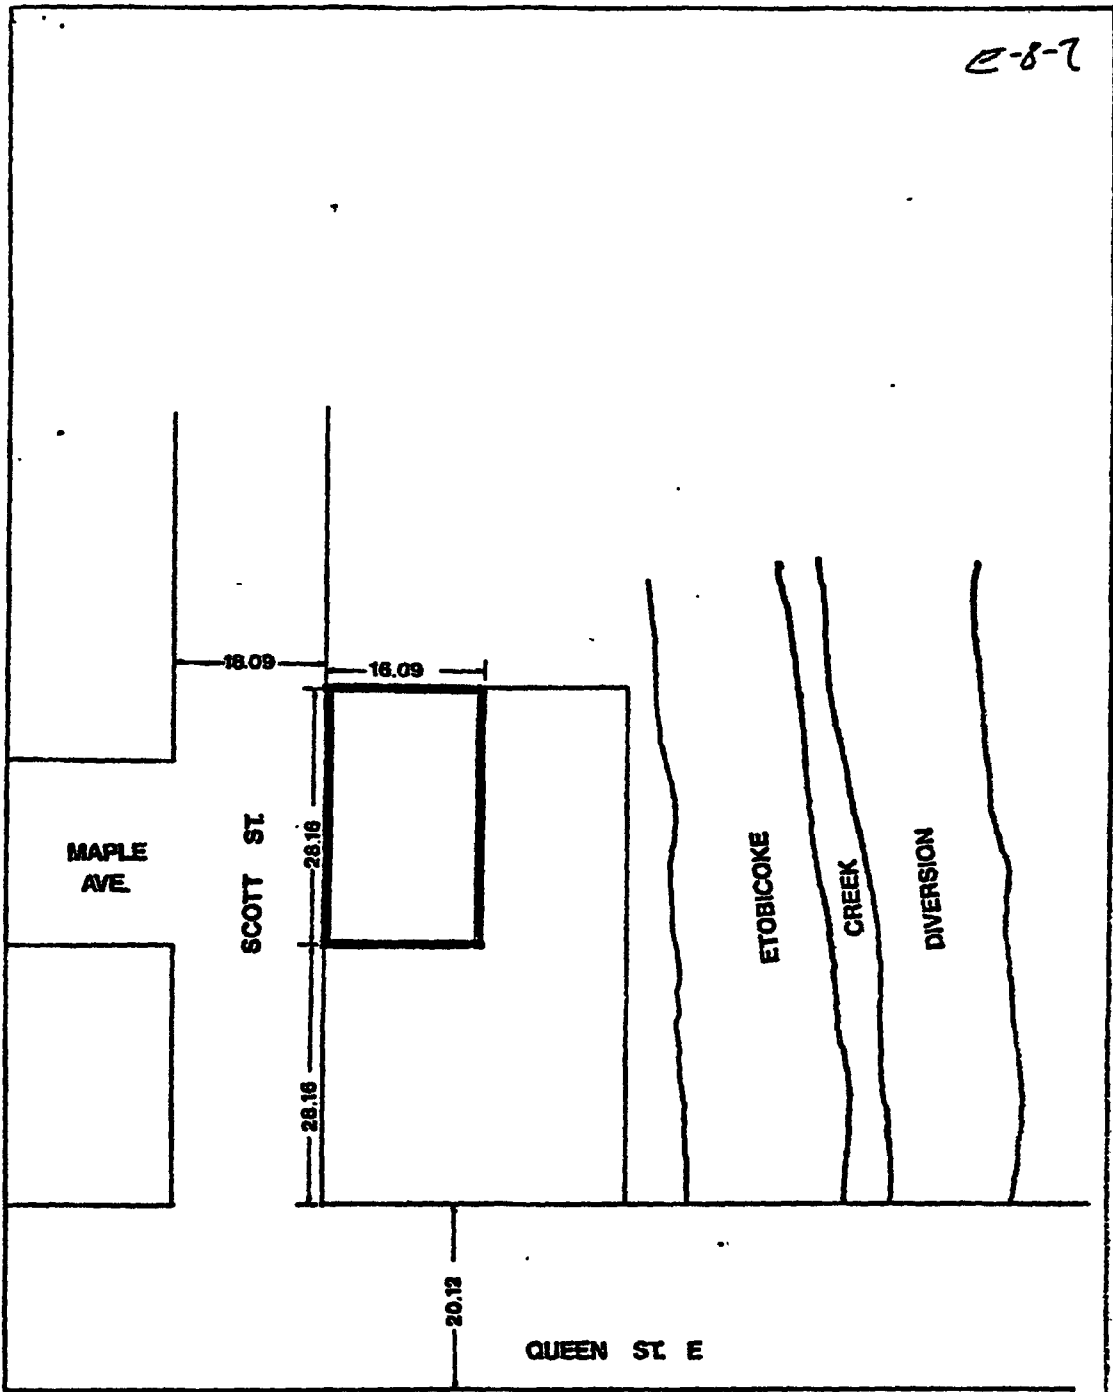 E-8-7
18.09
16.09
28.16
MAPLE
AVE.
SCOTT ST.
ETOBICOKE
CREEK
DIVERSION
28.16
20.12
QUEEN ST. E